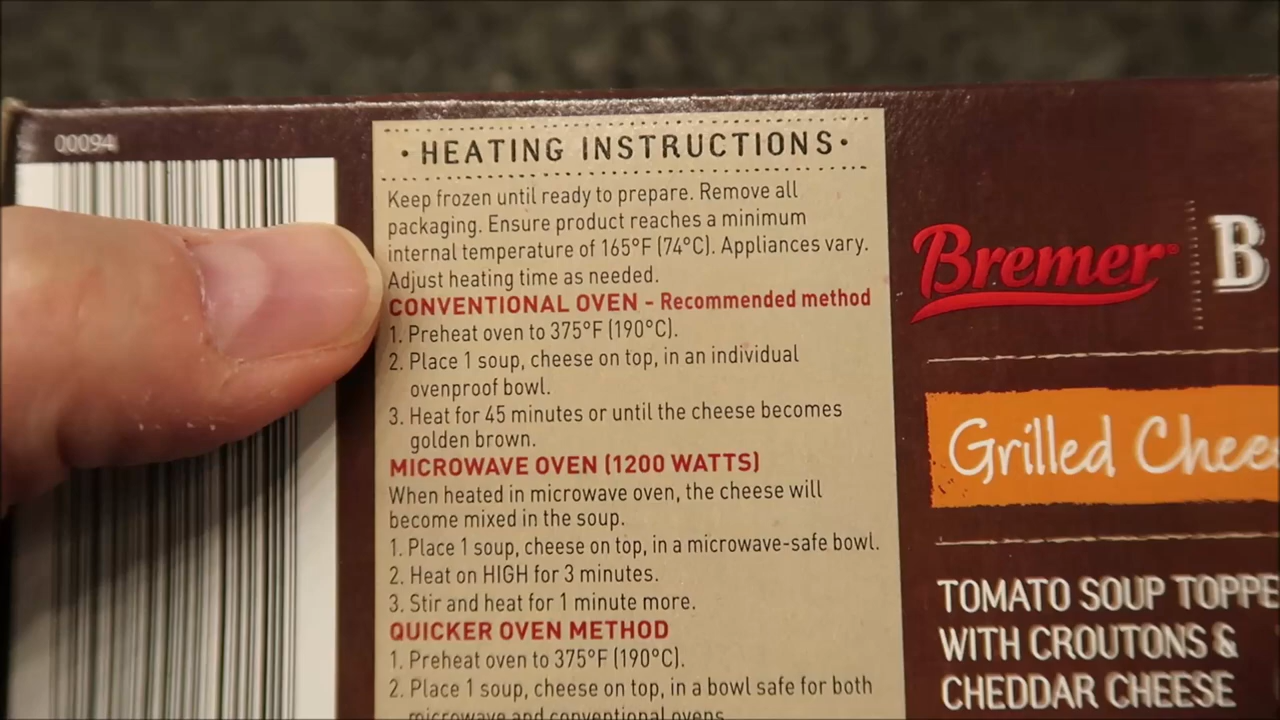 00094
· HEATING INSTRUCTIONS ·
Keep frozen until ready to prepare. Remove all
packaging. Ensure product reaches a minimum
internal temperature of 165°F (74°C). Appliances vary.
Adjust heating time as needed.
CONVENTIONAL OVEN - Recommended method
1. Preheat oven to 375°F (190°C).
2. Place 1 soup, cheese on top, in an individual
ovenproof bowl.
3. Heat for 45 minutes or until the cheese becomes
golden brown.
MICROWAVE OVEN (1200 WATTS)
When heated in microwave oven, the cheese will
become mixed in the soup.
1. Place 1 soup, cheese on top, in a microwave-safe bowl.
2. Heat on HIGH for 3 minutes.
3. Stir and heat for 1 minute more.
QUICKER OVEN METHOD
1. Preheat oven to 375°F (190°C).
2. Place 1 soup, cheese on top, in a bowl safe for both
microwave and conventional ovens.
Bremer®
B
Grilled Chee
TOMATO SOUP TOPPE
WITH CROUTONS &
CHEDDAR CHEESE